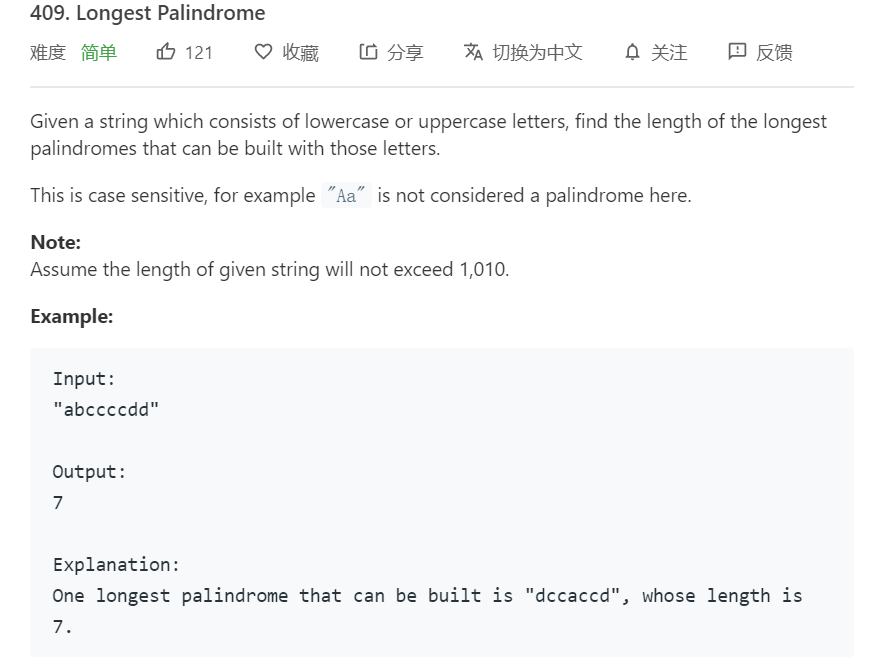 409. Longest Palindrome
难度 简单 121 收藏 分享 切换为中文 关注 反馈
Given a string which consists of lowercase or uppercase letters, find the length of the longest
palindromes that can be built with those letters.
This is case sensitive, for example "Aa" is not considered a palindrome here.
Note:
Assume the length of given string will not exceed 1,010.
Example:
Input:
"abccccdd"
Output:
7
Explanation:
One longest palindrome that can be built is "dccaccd", whose length is
7.